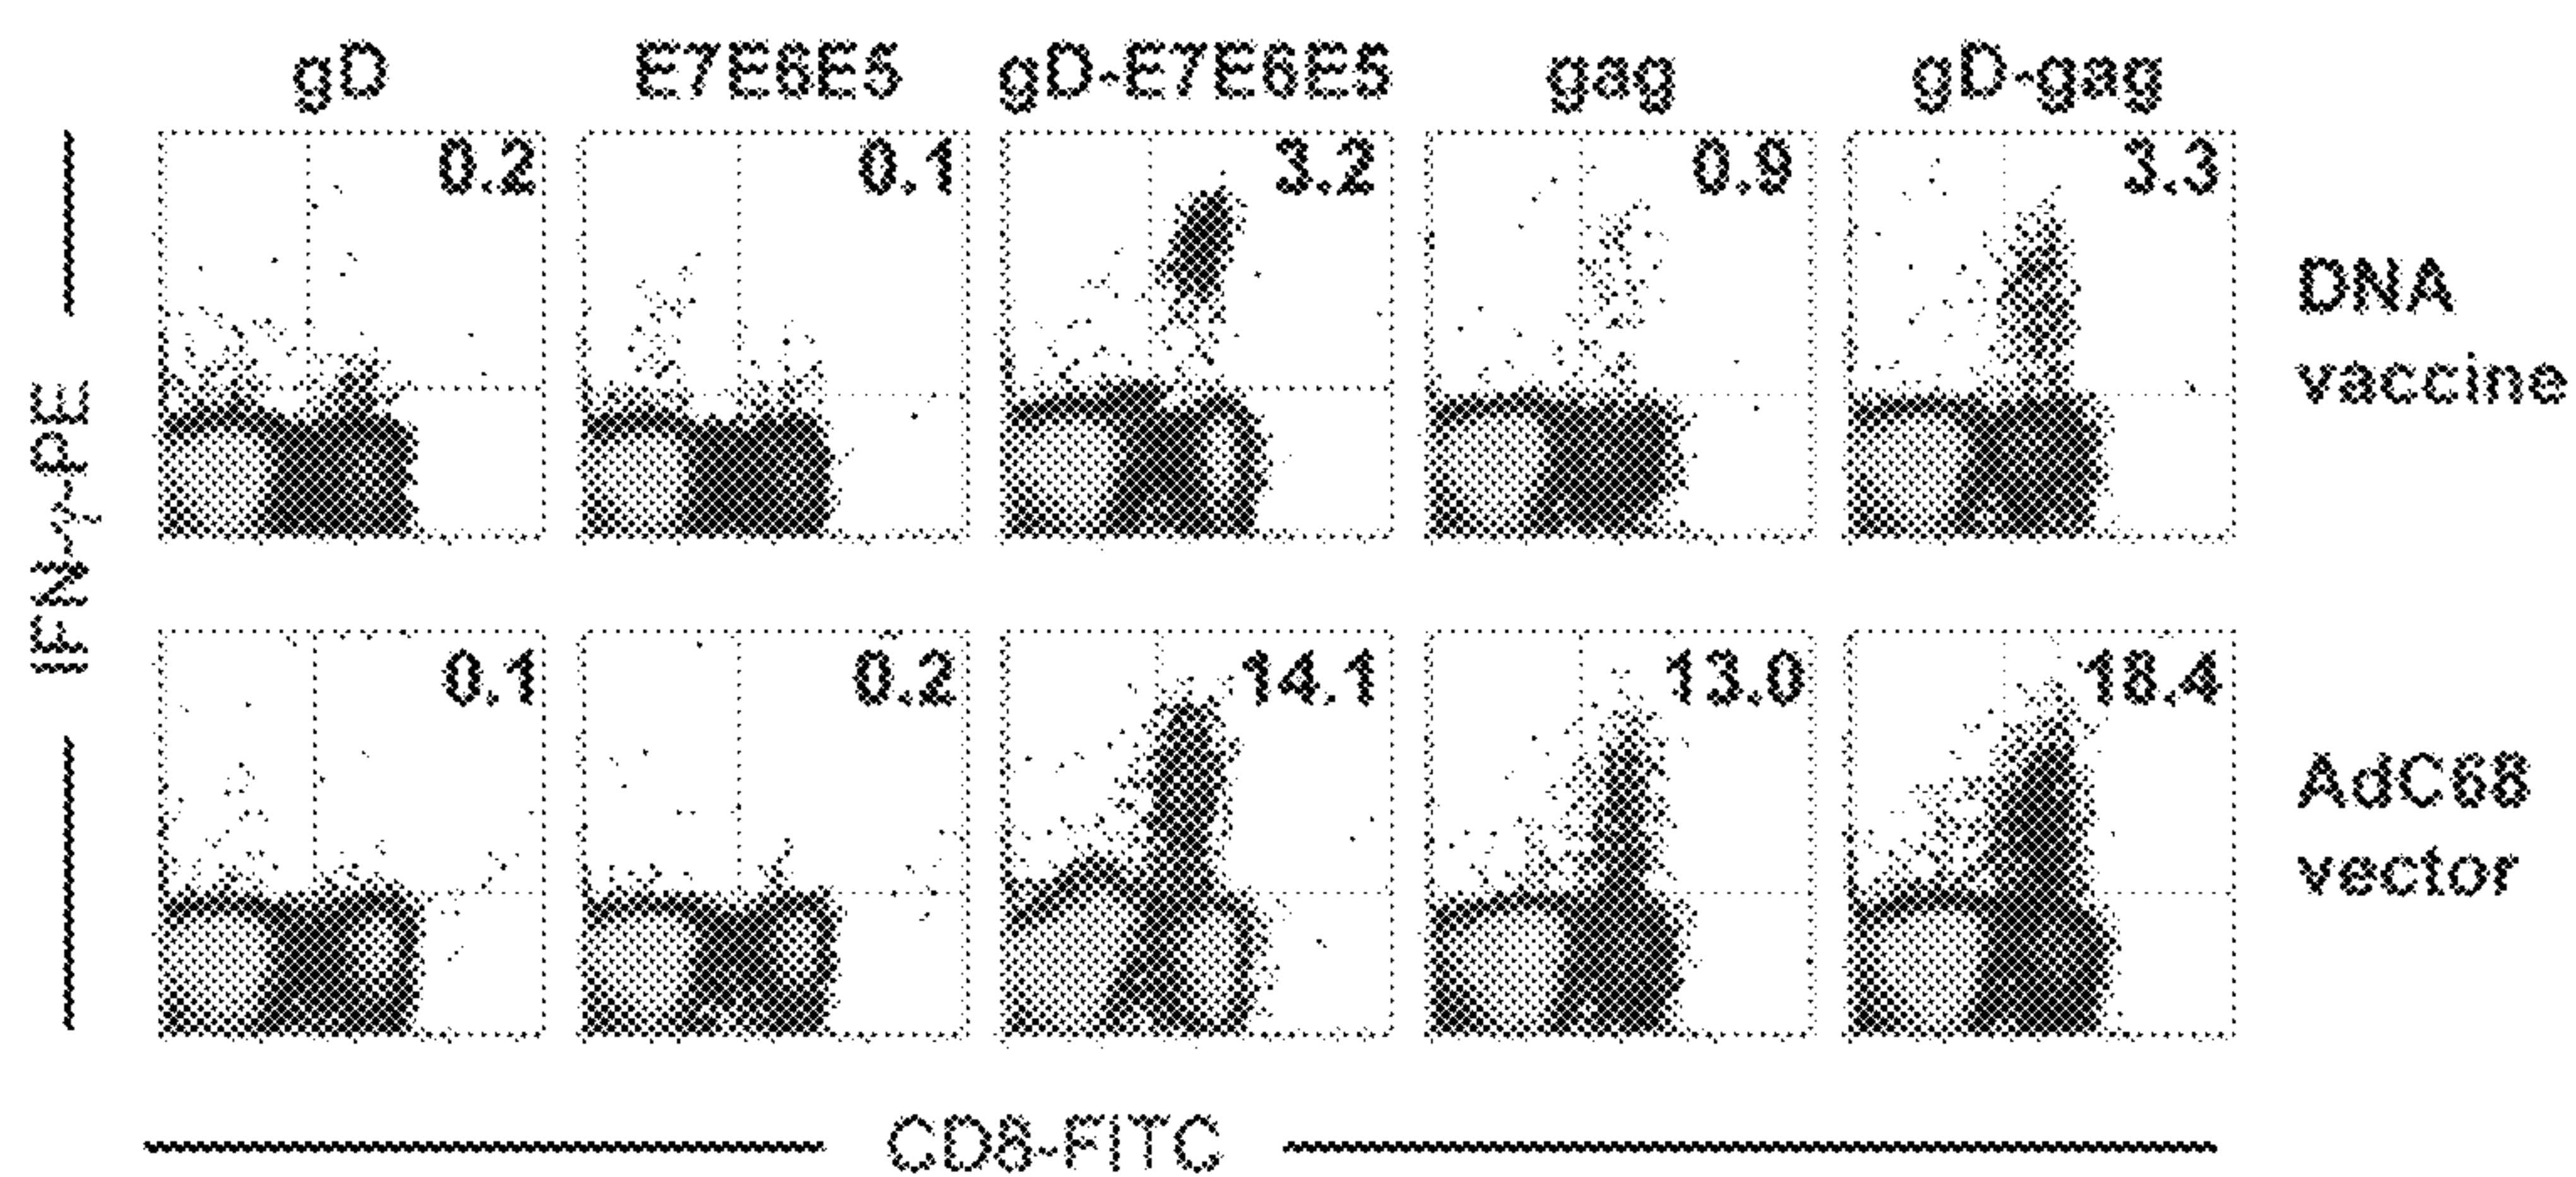 gD E7E6E5 gD-E7E6E5 gag gD-gag
0.2 0.1 3.2 0.9 3.3
DNA
vaccine
IFN-γ-PE
0.1 0.2 14.1 13.0 18.4
AdC68
vector
CD8-FITC